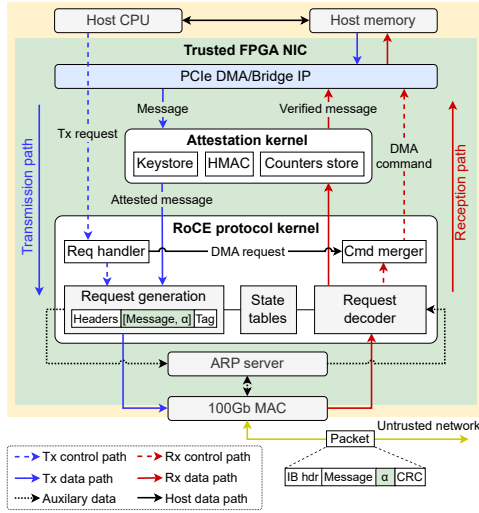 Host CPU
Host memory
Trusted FPGA NIC
PCIe DMA/Bridge IP
Message
Verified message
Tx request
Attestation kernel
Keystore
HMAC
Counters store
DMA
command
Transmission path
Reception path
Attested message
RoCE protocol kernel
Req handler
DMA request
Cmd merger
Request generation
Headers
[Message, α]
Tag
State
tables
Request
decoder
ARP server
100Gb MAC
Untrusted network
Packet
IB hdr
Message
α
CRC
Tx control path
Rx control path
Tx data path
Rx data path
Auxilary data
Host data path